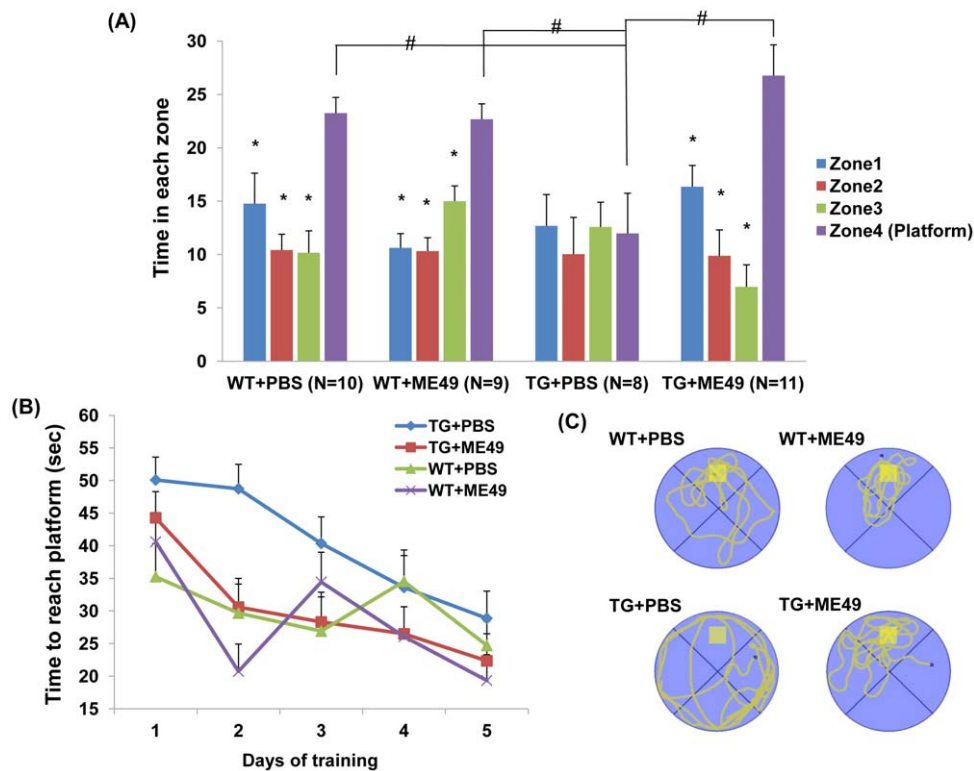 (A)
# # #
30
25
20
15
10
5
0
Time in each zone
* * * * * * * * *
Zone1
Zone2
Zone3
Zone4 (Platform)
WT+PBS (N=10) WT+ME49 (N=9) TG+PBS (N=8) TG+ME49 (N=11)
(B)
60
55
50
45
40
35
30
25
20
15
Time to reach platform (sec)
TG+PBS
TG+ME49
WT+PBS
WT+ME49
1 2 3 4 5
Days of training
(C)
WT+PBS WT+ME49
TG+PBS TG+ME49